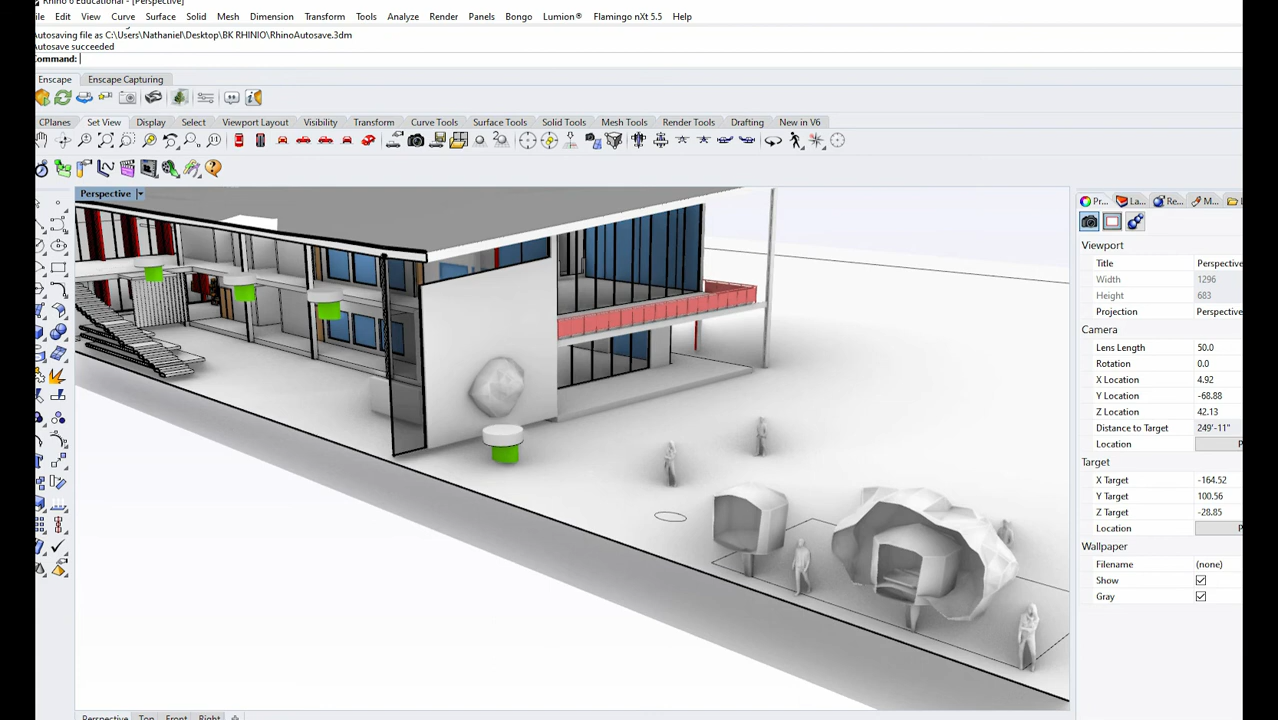 Rhino 6 Educational - [Perspective]
ile Edit View Curve Surface Solid Mesh Dimension Transform Tools Analyze Render Panels Bongo Lumion® Flamingo nXt 5.5 Help
Autosaving file as C:\Users\Nathaniel\Desktop\BK RHINIO\RhinoAutosave.3dm
Autosave succeeded
Command:
Enscape Enscape Capturing
CPlanes Set View Display Select Viewport Layout Visibility Transform Curve Tools Surface Tools Solid Tools Mesh Tools Render Tools Drafting New in V6
Perspective
Pr... La... Re... M...
Viewport
Title Perspective
Width 1296
Height 683
Projection Perspective
Camera
Lens Length 50.0
Rotation 0.0
X Location 4.92
Y Location -68.88
Z Location 42.13
Distance to Target 249'-11"
Location P
Target
X Target -164.52
Y Target 100.56
Z Target -28.85
Location P
Wallpaper
Filename (none)
Show
Gray
Perspective Top Front Right